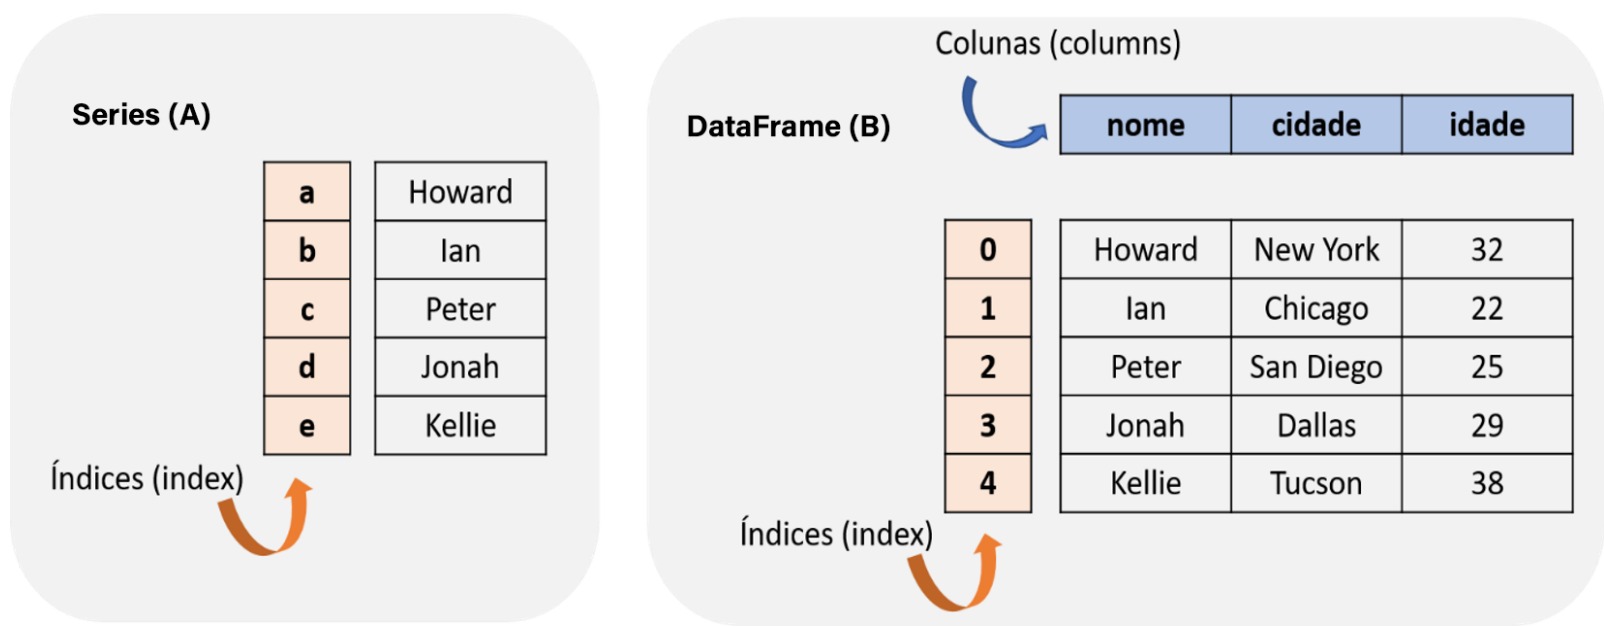 Series (A)
a Howard
b Ian
c Peter
d Jonah
e Kellie
Índices (index)
Colunas (columns)
DataFrame (B)
nome cidade idade
0 Howard New York 32
1 Ian Chicago 22
2 Peter San Diego 25
3 Jonah Dallas 29
4 Kellie Tucson 38
Índices (index)